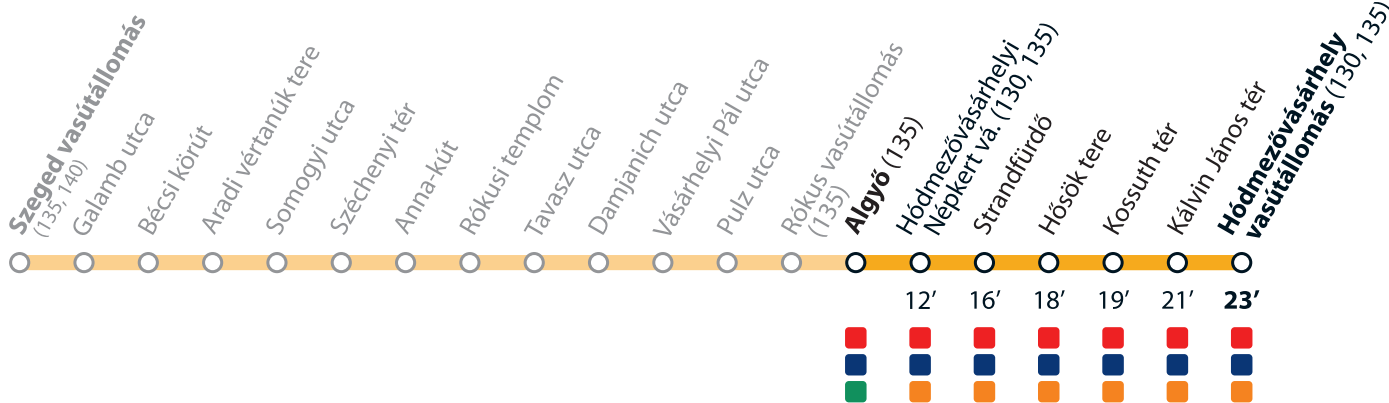 Szeged vasútállomás
(135, 140)
Galamb utca
Bécsi körút
Aradi vértanúk tere
Somogyi utca
Széchenyi tér
Anna-kút
Rókusi templom
Tavasz utca
Damjanich utca
Vásárhelyi Pál utca
Pulz utca
Rókus vasútállomás
(135)
Algyő (135)
Hódmezővásárhelyi
Népkert vá. (130, 135)
Strandfürdő
Hősök tere
Kossuth tér
Kálvin János tér
Hódmezővásárhely
vasútállomás (130, 135)
12′ 16′ 18′ 19′ 21′ 23′